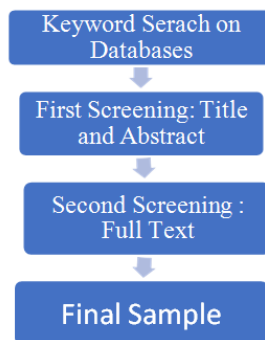 Keyword Serach on
Databases
First Screening: Title
and Abstract
Second Screening :
Full Text
Final Sample